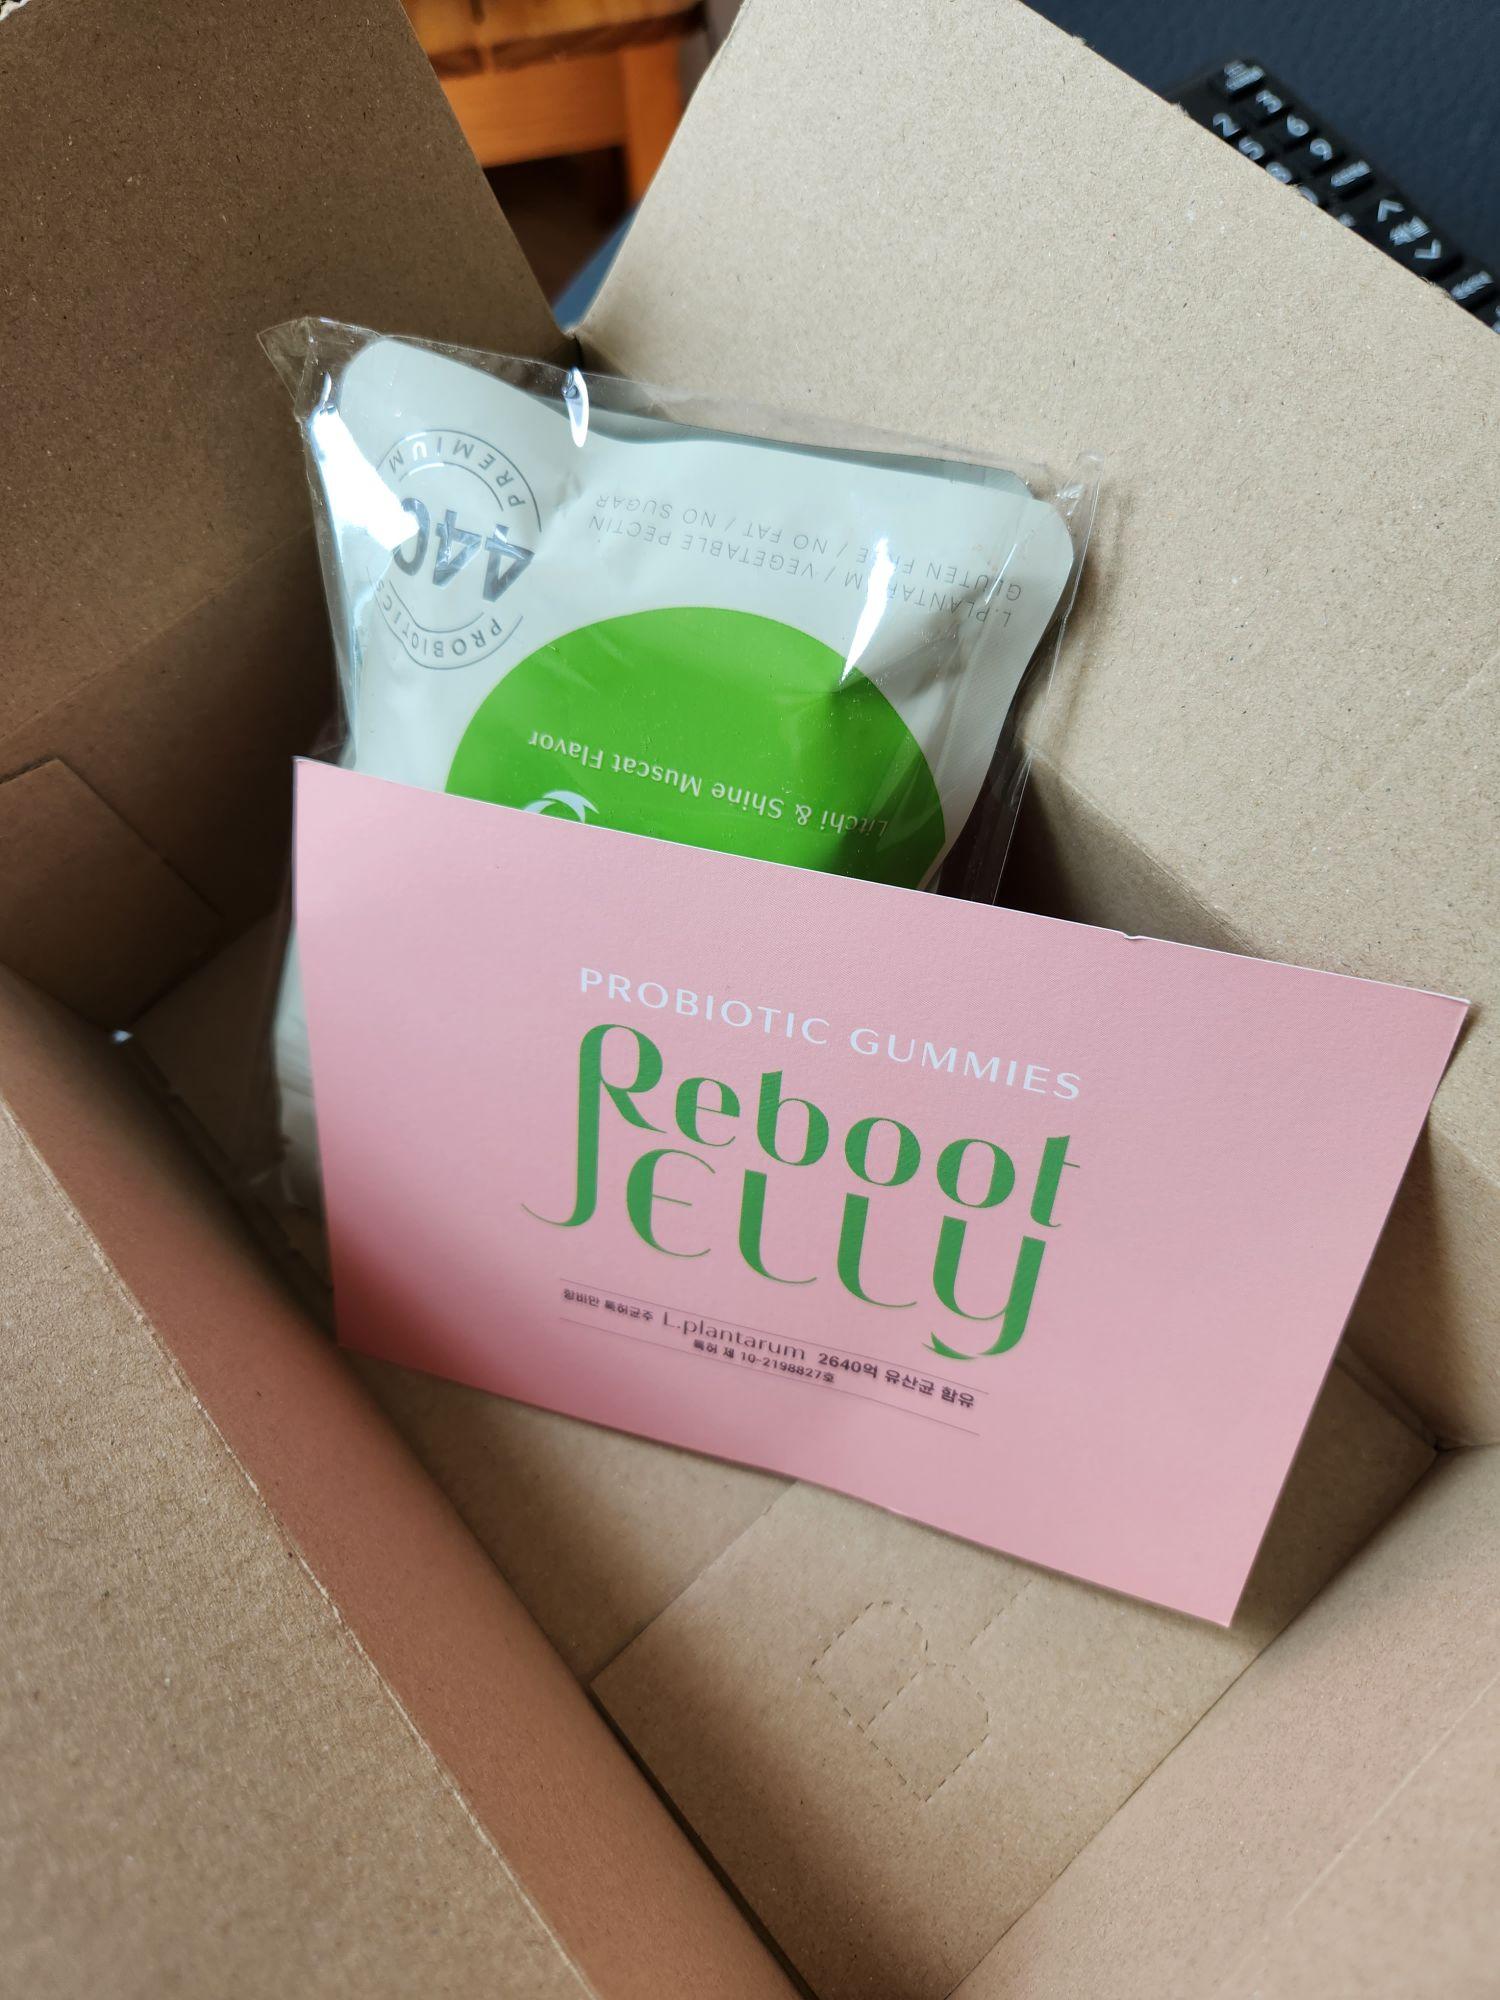 PREMIUM
440
PROBIOTICS
L.PLANTARUM / VEGETABLE PECTIN
GLUTEN FREE / NO FAT / NO SUGAR
Litchi & Shine Muscat Flavor
PROBIOTIC GUMMIES
Reboot
JELLY
항비만 특허균주 L.plantarum 2640억 유산균 함유
특허 제 10-2198827호